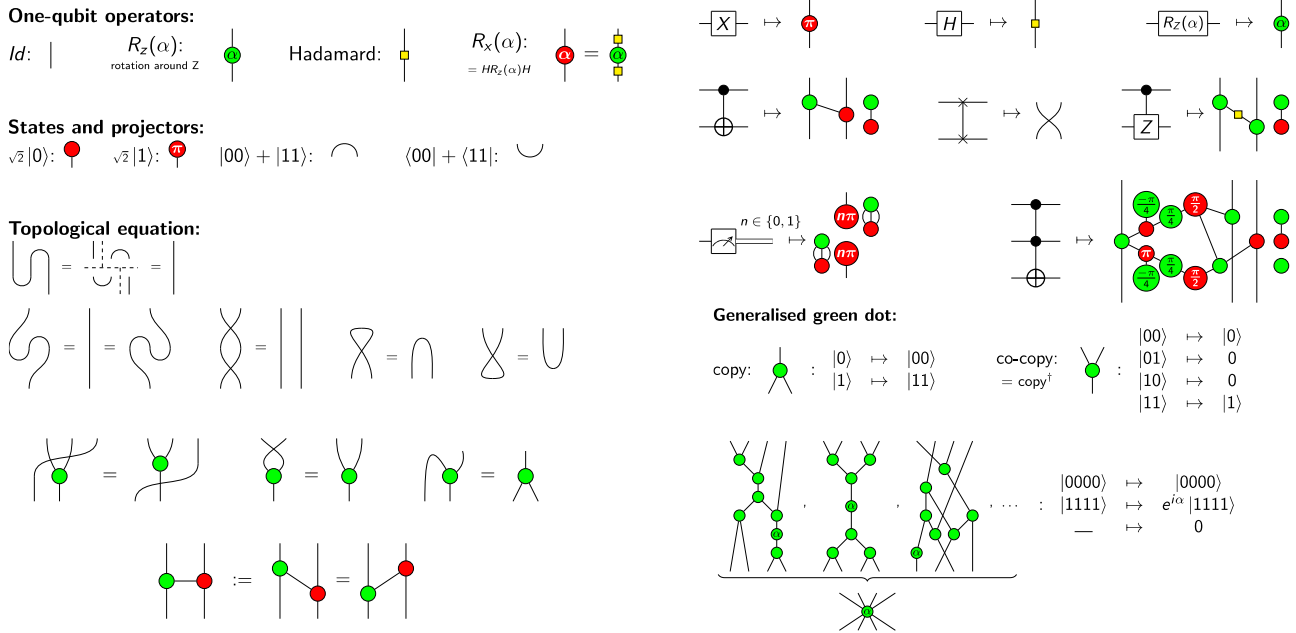 One-qubit operators:
Id:
R_z(α):
rotation around Z
α
Hadamard:
R_x(α):
= HR_z(α)H
α = α
States and projectors:
√2 |0⟩:
√2 |1⟩: π
|00⟩ + |11⟩:
⟨00| + ⟨11|:
Topological equation:
= =
= = = = =
= = =
:= =
X ↦ π
H ↦
R_Z(α) ↦ α
↦ ↦ Z ↦
n ∈ {0, 1}
↦ nπ nπ
↦ −π/4 π/4 π/2
π −π/4 π/4 π/2
Generalised green dot:
copy: : |0⟩ ↦ |00⟩
|1⟩ ↦ |11⟩
co-copy:
= copy†
: |00⟩ ↦ |0⟩
|01⟩ ↦ 0
|10⟩ ↦ 0
|11⟩ ↦ |1⟩
α , α , α , ⋯ :
|0000⟩ ↦ |0000⟩
|1111⟩ ↦ e^{iα} |1111⟩
— ↦ 0
α